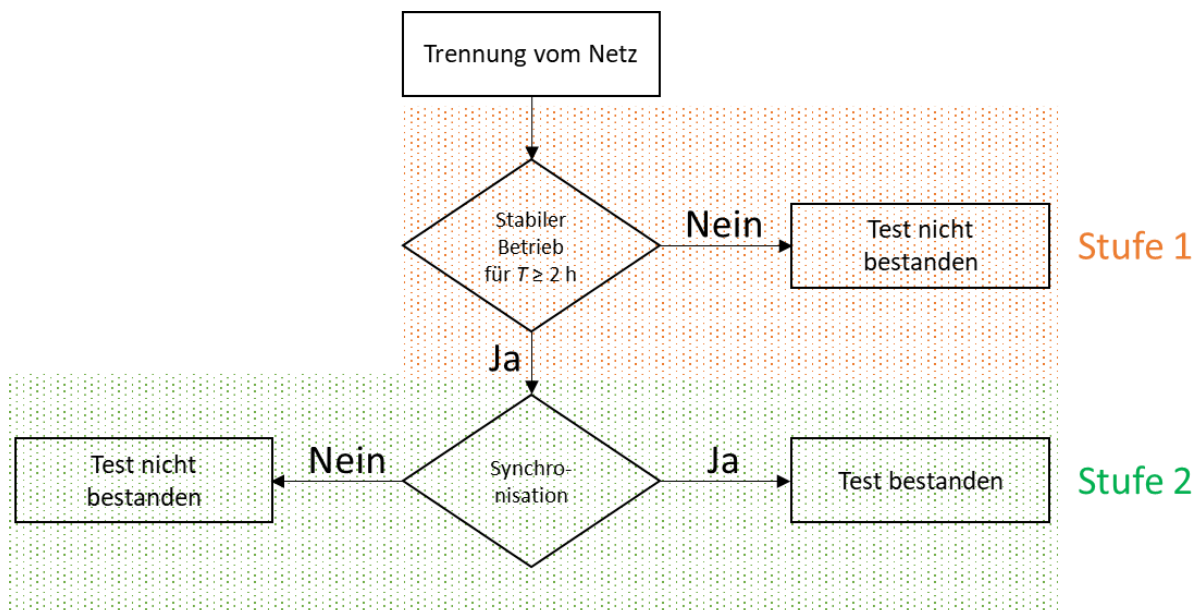 Trennung vom Netz
Stabiler
Betrieb
für T ≥ 2 h
Nein
Test nicht
bestanden
Stufe 1
Ja
Test nicht
bestanden
Nein
Synchro-
nisation
Ja
Test bestanden
Stufe 2